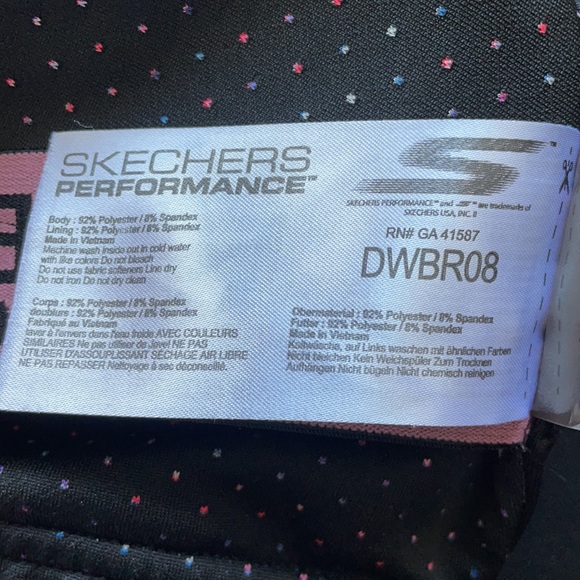 SKECHERS
PERFORMANCE™
Body : 92% Polyester / 8% Spandex
Lining : 92% Polyester / 8% Spandex
Made in Vietnam
Machine wash inside out in cold water
with like colors Do not bleach
Do not use fabric softeners Line dry
Do not iron Do not dry clean
Corps : 92% Polyester / 8% Spandex
doublure : 92% Polyester / 8% Spandex
Fabriqué au Vietnam
laver à l'envers dans l'eau froide AVEC COULEURS
SIMILAIRES Ne pas utiliser de javel NE PAS
UTILISER D'ASSOUPLISSANT SÉCHAGE AIR LIBRE
NE PAS REPASSER Nettoyage à sec déconseillé.
S™
SKECHERS PERFORMANCE™ and S™ are trademarks of
SKECHERS USA, INC. II
RN# GA 41587
DWBR08
Obermaterial : 92% Polyester / 8% Spandex
Futter : 92% Polyester / 8% Spandex
Made in Vietnam
Kaltwäsche, auf Links waschen mit ähnlichen Farben
Nicht bleichen Kein Weichspüler Zum Trocknen
Aufhängen Nicht bügeln Nicht chemisch reinigen